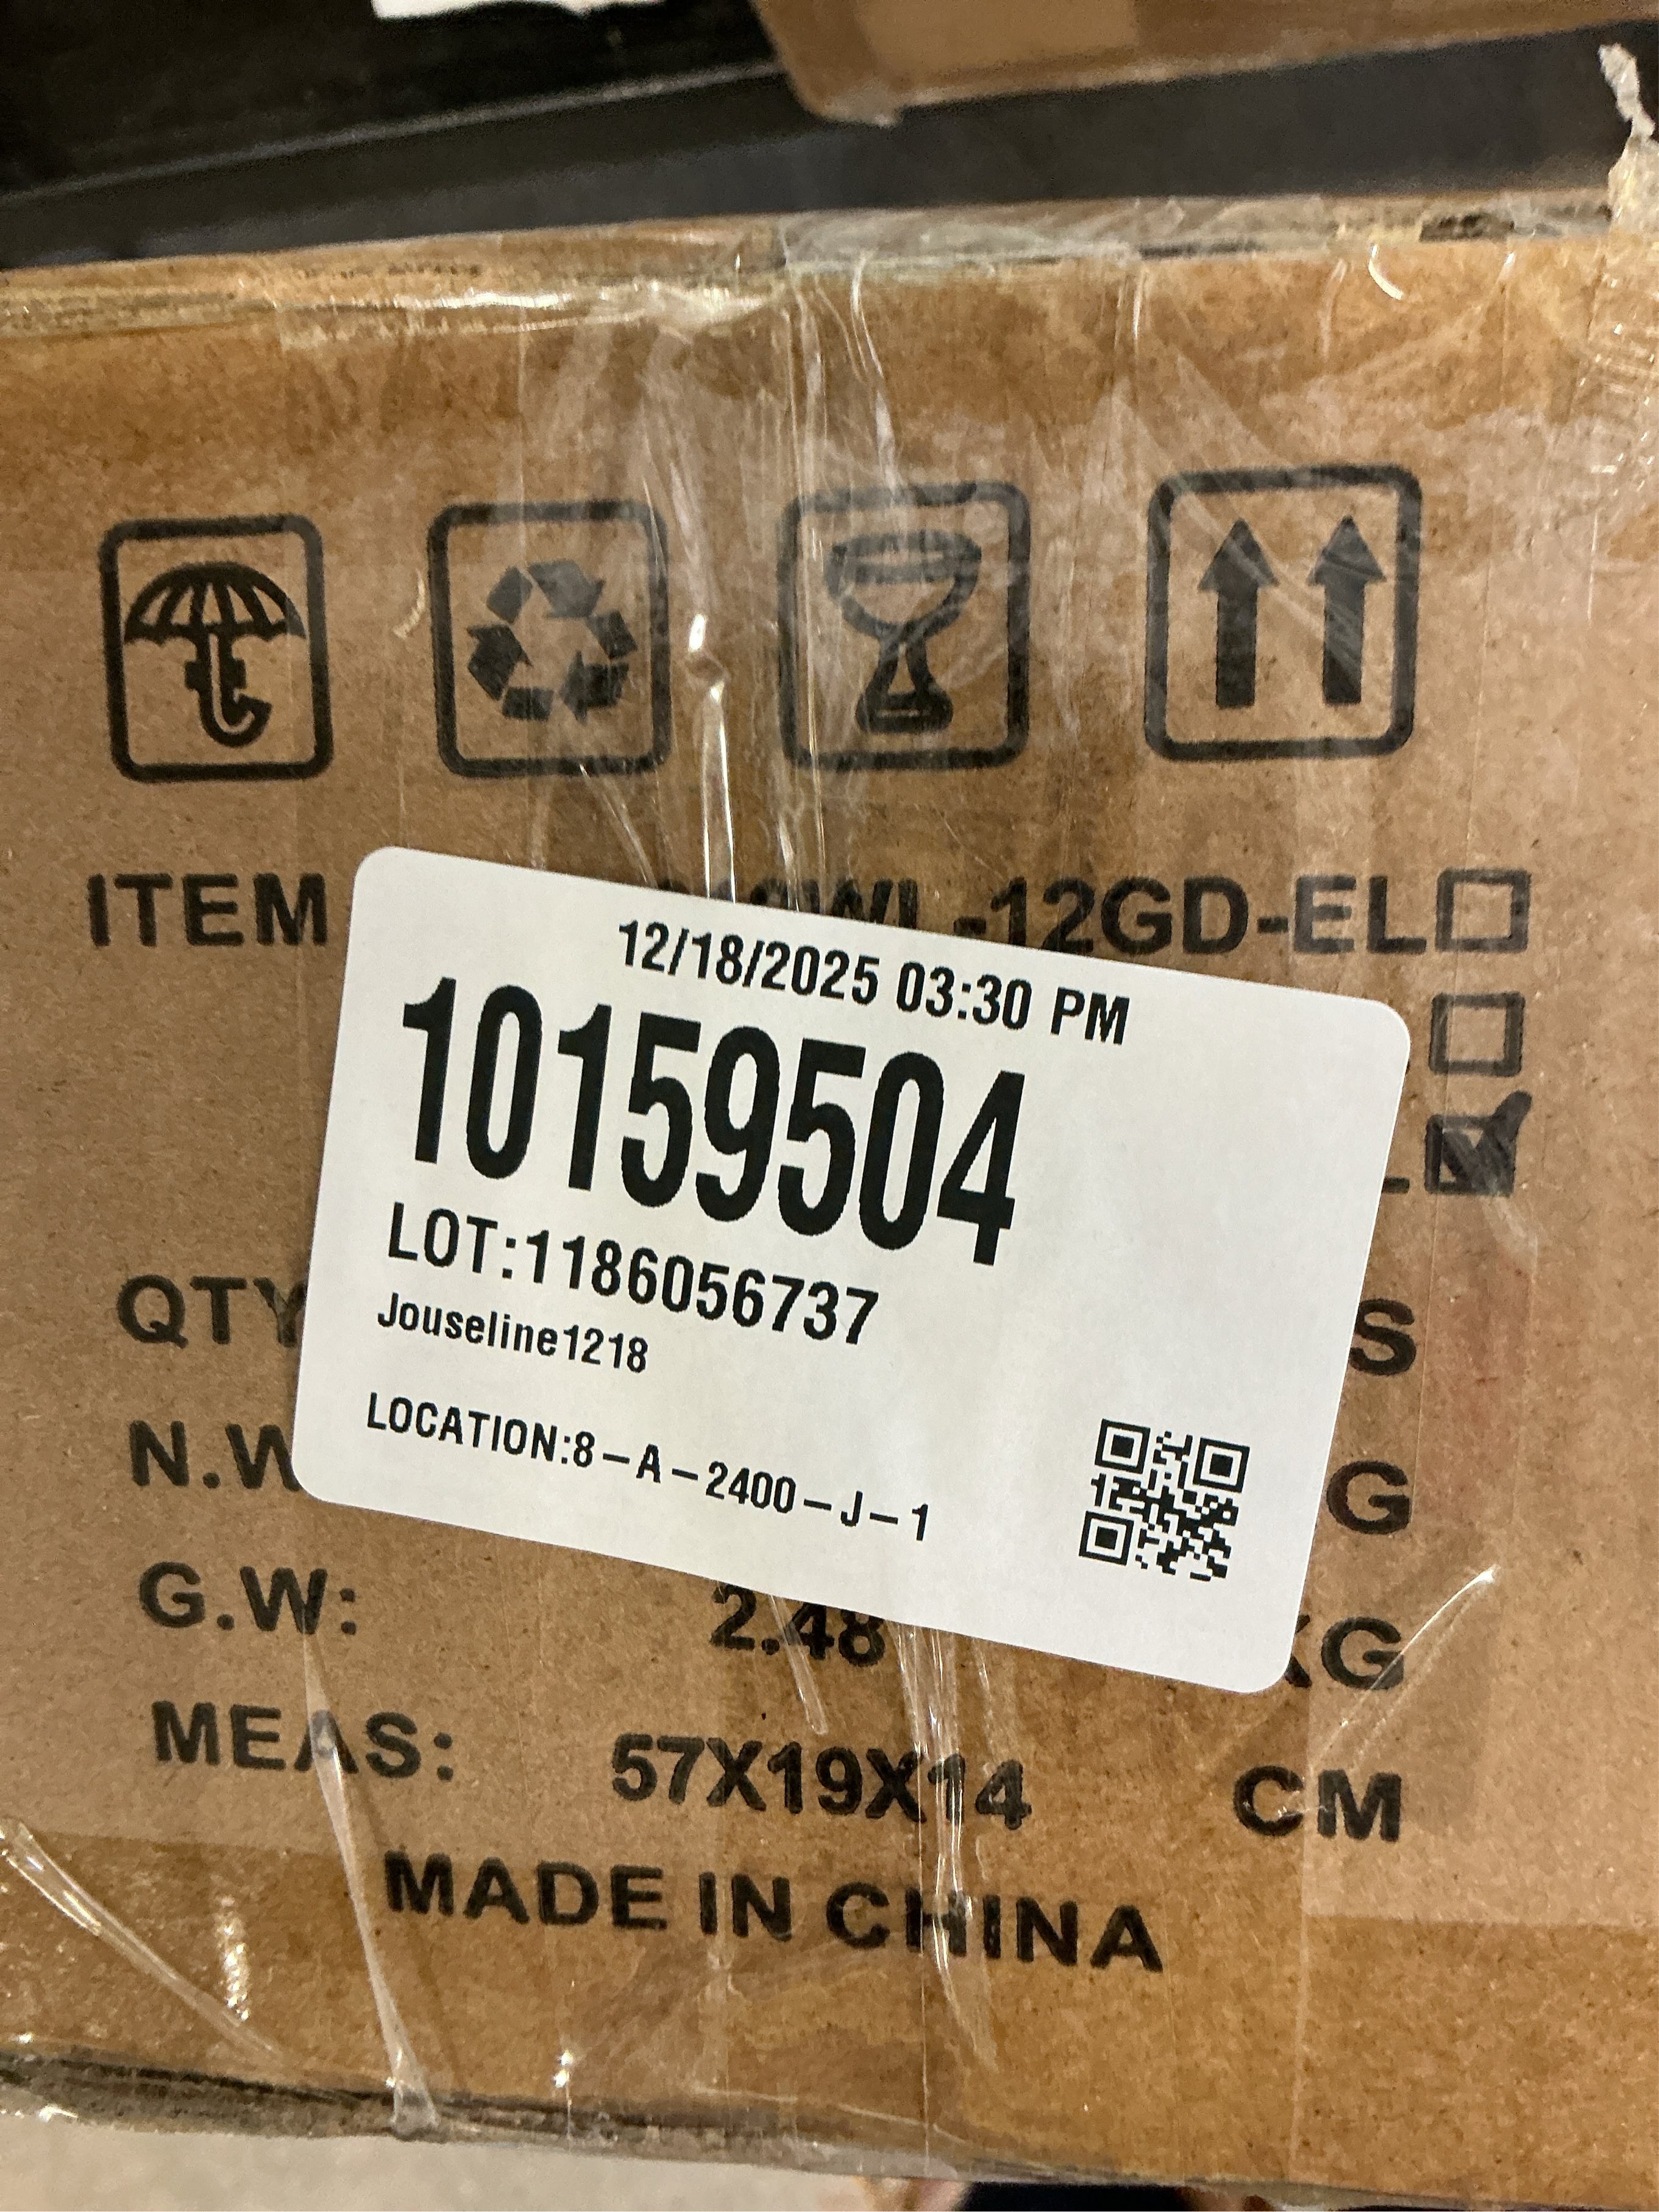 ITEM -12GD-EL
12/18/2025 03:30 PM
10159504
LOT:1186056737
Jouseline1218
LOCATION:8-A-2400-J-1
QTY S
N.W G
G.W: 2.48 KG
MEAS: 57X19X14 CM
MADE IN CHINA